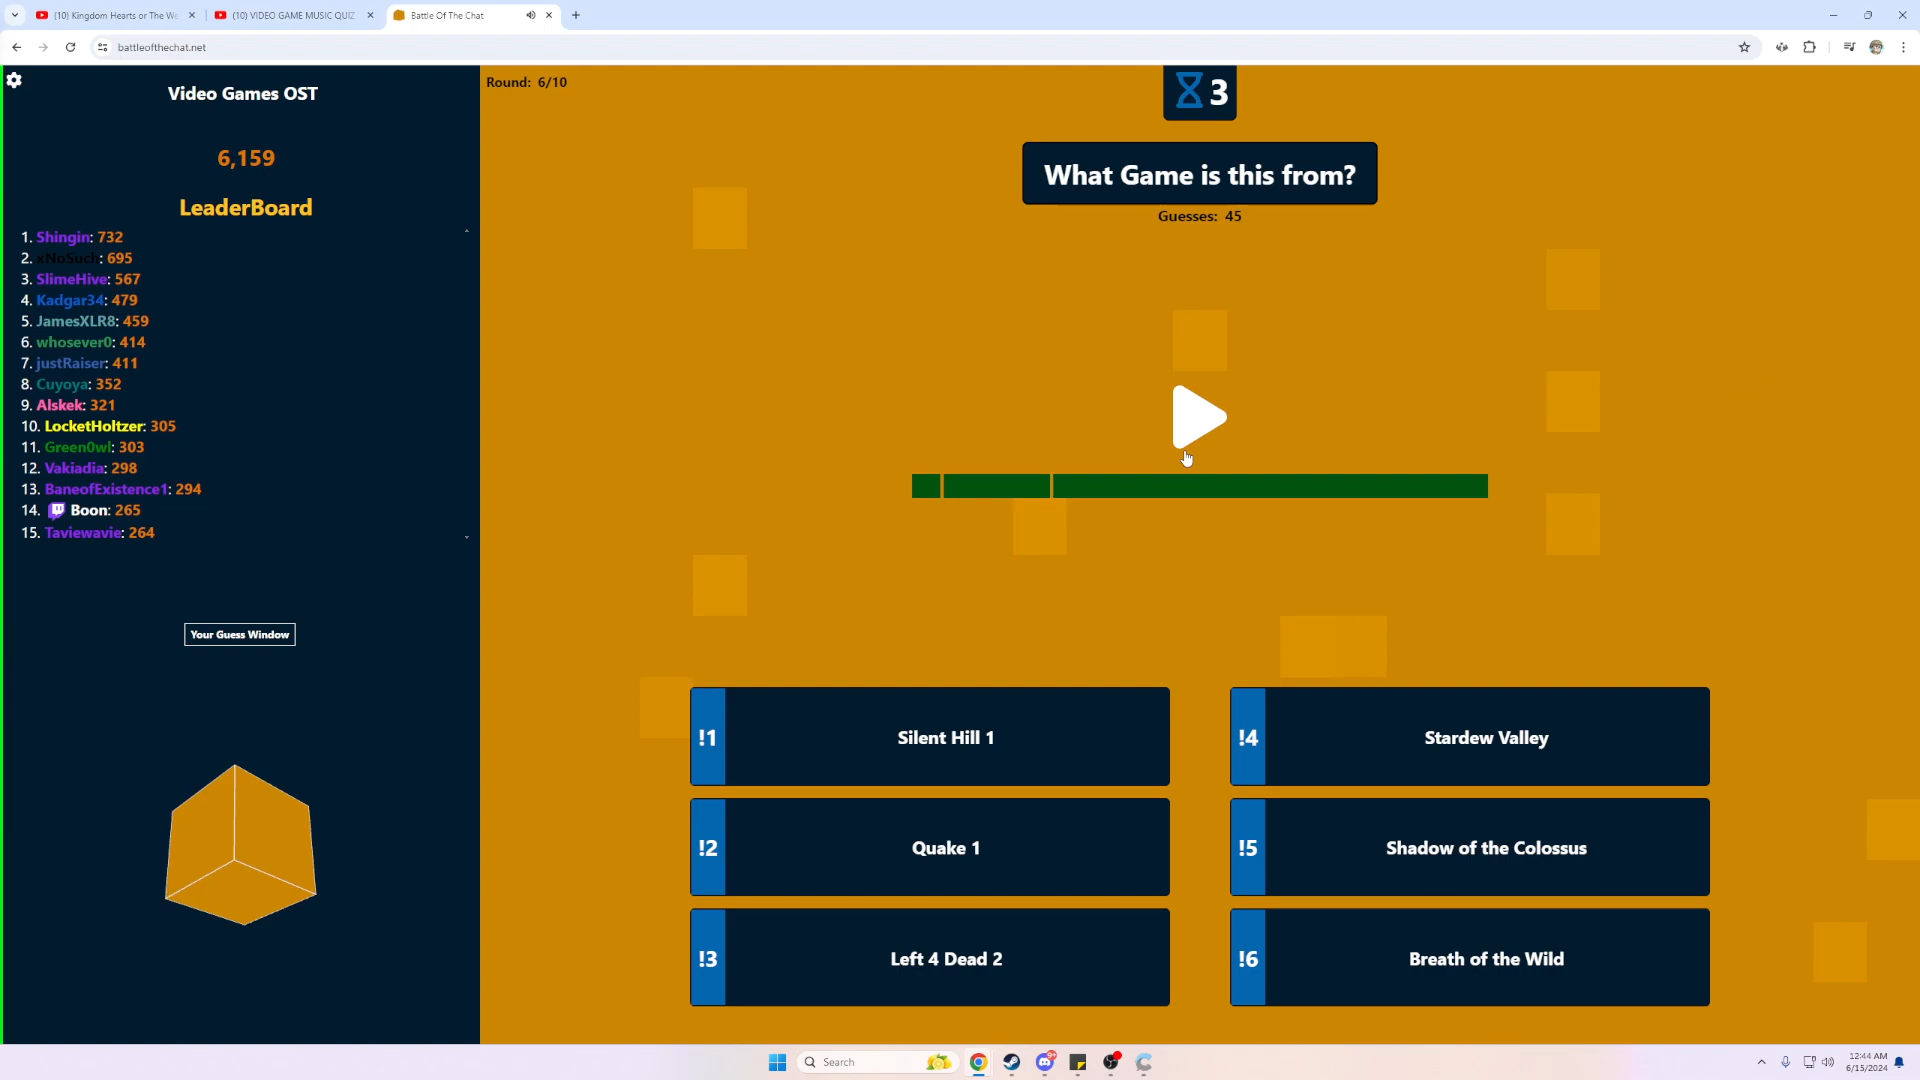 (10) Kingdom Hearts or The We
(10) VIDEO GAME MUSIC QUIZ
Battle Of The Chat
battleofthechat.net
Video Games OST
6,159
LeaderBoard
1. Shingin: 732
2. xNoSuch: 695
3. SlimeHive: 567
4. Kadgar34: 479
5. JamesXLR8: 459
6. whosever0: 414
7. justRaiser: 411
8. Cuyoya: 352
9. Alskek: 321
10. LocketHoltzer: 305
11. Green0wl: 303
12. Vakiadia: 298
13. BaneofExistence1: 294
14. Boon: 265
15. Taviewavie: 264
Your Guess Window
Round: 6/10
3
What Game is this from?
Guesses: 45
!1 Silent Hill 1
!4 Stardew Valley
!2 Quake 1
!5 Shadow of the Colossus
!3 Left 4 Dead 2
!6 Breath of the Wild
Search
12:44 AM
6/15/2024